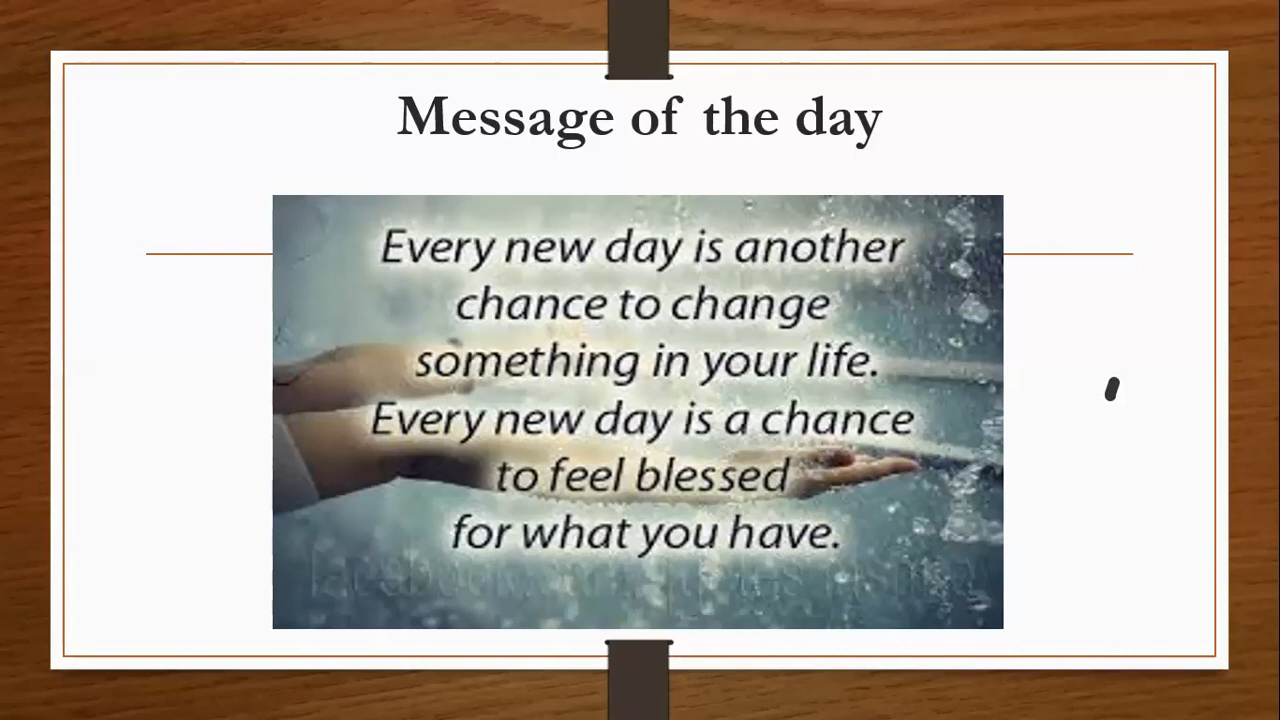 Message of the day
Every new day is another
chance to change
something in your life.
Every new day is a chance
to feel blessed
for what you have.